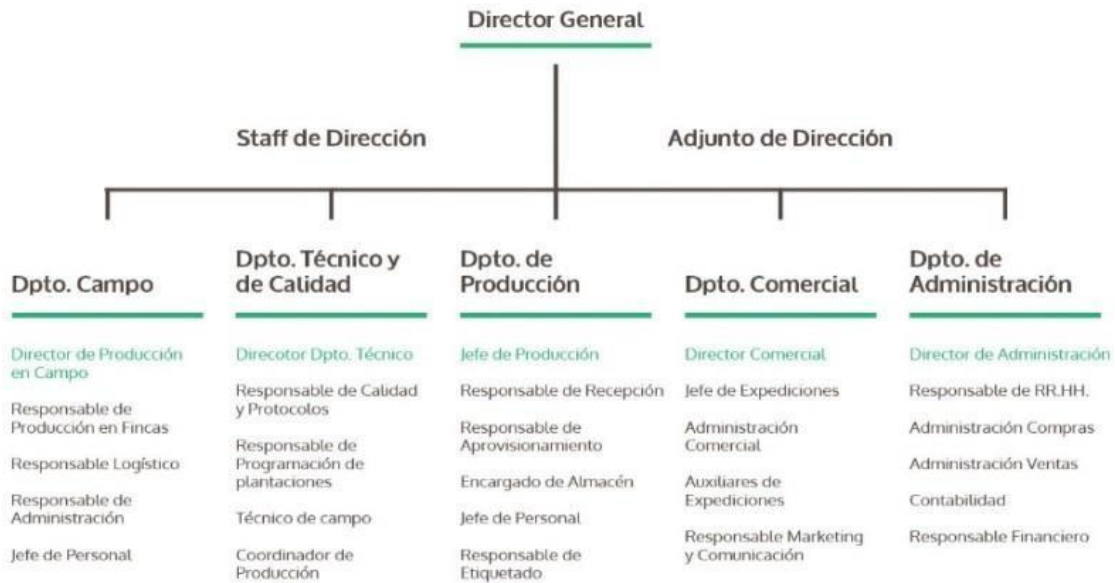 Director General
Staff de Dirección
Adjunto de Dirección
Dpto. Campo
Director de Producción
en Campo
Responsable de
Producción en Fincas
Responsable Logístico
Responsable de
Administración
Jefe de Personal
Dpto. Técnico y
de Calidad
Direcotor Dpto. Técnico
Responsable de Calidad
y Protocolos
Responsable de
Programación de
plantaciones
Técnico de campo
Coordinador de
Producción
Dpto. de
Producción
Jefe de Producción
Responsable de Recepción
Responsable de
Aprovisionamiento
Encargado de Almacén
Jefe de Personal
Responsable de
Etiquetado
Dpto. Comercial
Director Comercial
Jefe de Expediciones
Administración
Comercial
Auxiliares de
Expediciones
Responsable Marketing
y Comunicación
Dpto. de
Administración
Director de Administración
Responsable de RR.HH.
Administración Compras
Administración Ventas
Contabilidad
Responsable Financiero